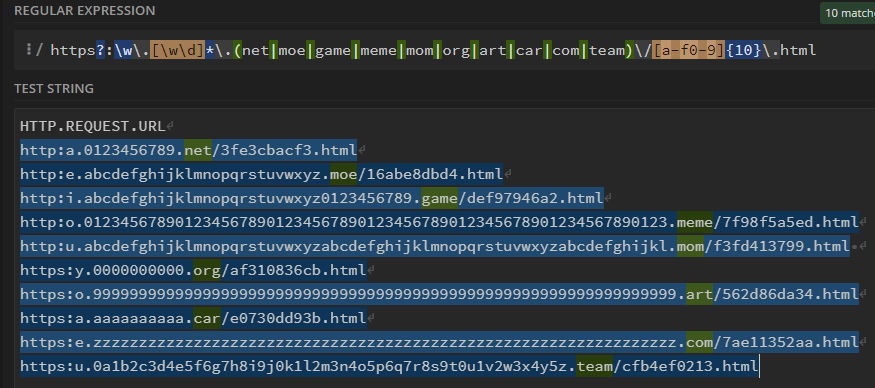 REGULAR EXPRESSION
10 matche
/ https?:\w\.[\w\d]*\.(net|moe|game|meme|mom|org|art|car|com|team)\/[a-f0-9]{10}\.html
TEST STRING
HTTP.REQUEST.URL
http:a.0123456789.net/3fe3cbacf3.html
http:e.abcdefghijklmnopqrstuvwxyz.moe/16abe8dbd4.html
http:i.abcdefghijklmnopqrstuvwxyz0123456789.game/def97946a2.html
http:o.0123456789012345678901234567890123456789012345678901234567890123.meme/7f98f5a5ed.html
http:u.abcdefghijklmnopqrstuvwxyzabcdefghijklmnopqrstuvwxyzabcdefghijkl.mom/f3fd413799.html
https:y.0000000000.org/af310836cb.html
https:o.9999999999999999999999999999999999999999999999999999999999999999.art/562d86da34.html
https:a.aaaaaaaaaa.car/e0730dd93b.html
https:e.zzzzzzzzzzzzzzzzzzzzzzzzzzzzzzzzzzzzzzzzzzzzzzzzzzzzzzzzzzzzzzzz.com/7ae11352aa.html
https:u.0a1b2c3d4e5f6g7h8i9j0k1l2m3n4o5p6q7r8s9t0u1v2w3x4y5z.team/cfb4ef0213.html